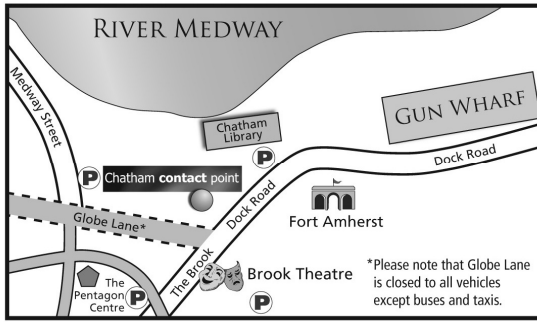 RIVER MEDWAY
Medway Street
GUN WHARF
Chatham
Library
P
Dock Road
P
Chatham contact point
Dock Road
Fort Amherst
Globe Lane*
The Brook
Brook Theatre
The
Pentagon
Centre
P
P
*Please note that Globe Lane
is closed to all vehicles
except buses and taxis.